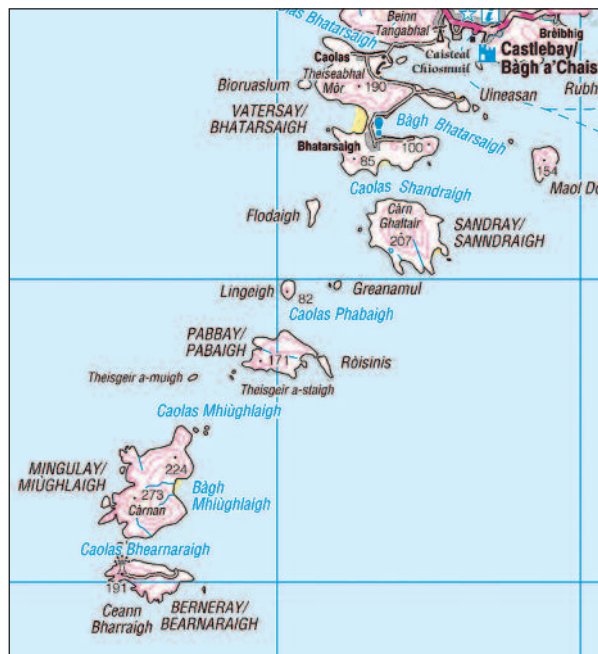 Caolas Bhatarsaigh
Beinn
Tangabhal
i
Brèibhig
Caolas
Caisteal
Chiosmuil
Castlebay/
Bàgh a'Chais
Theiseabhal
Mòr
190
Bioruaslum
Uineasan
Rubh
VATERSAY/
BHATARSAIGH
Bàgh Bhatarsaigh
Bhatarsaigh
100
85
154
Maol Do
Caolas Shandraigh
Flodaigh
Càrn
Ghaltair
207
SANDRAY/
SANNDRAIGH
Lingeigh
82
Greanamul
Caolas Phabaigh
PABBAY/
PABAIGH
171
Ròisinis
Theisgeir a-muigh
Theisgeir a-staigh
Caolas Mhiùghlaigh
MINGULAY/
MIÙGHLAIGH
224
273
Càrnan
Bàgh
Mhiùghlaigh
Caolas Bhearnaraigh
191
Ceann
Bharraigh
BERNERAY/
BEARNARAIGH